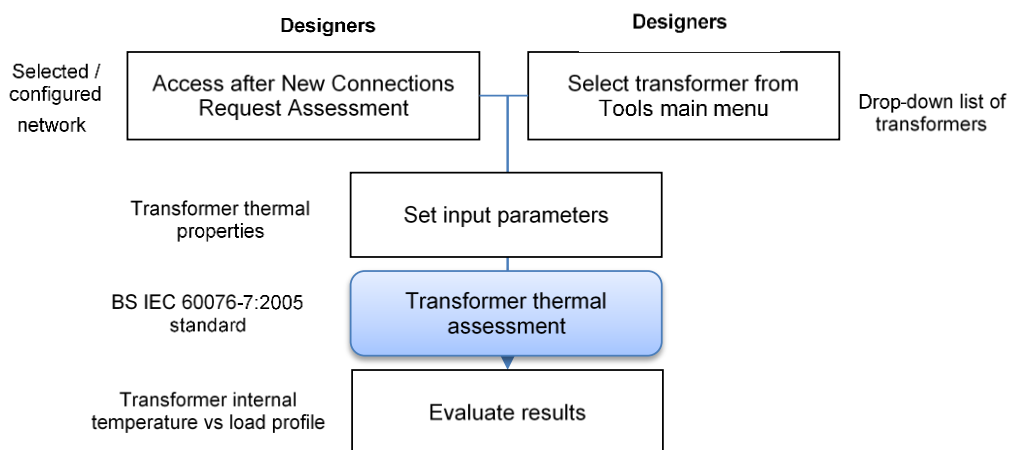 Designers
Designers
Selected /
configured
network
Access after New Connections
Request Assessment
Select transformer from
Tools main menu
Drop-down list of
transformers
Transformer thermal
properties
Set input parameters
BS IEC 60076-7:2005
standard
Transformer thermal
assessment
Transformer internal
temperature vs load profile
Evaluate results